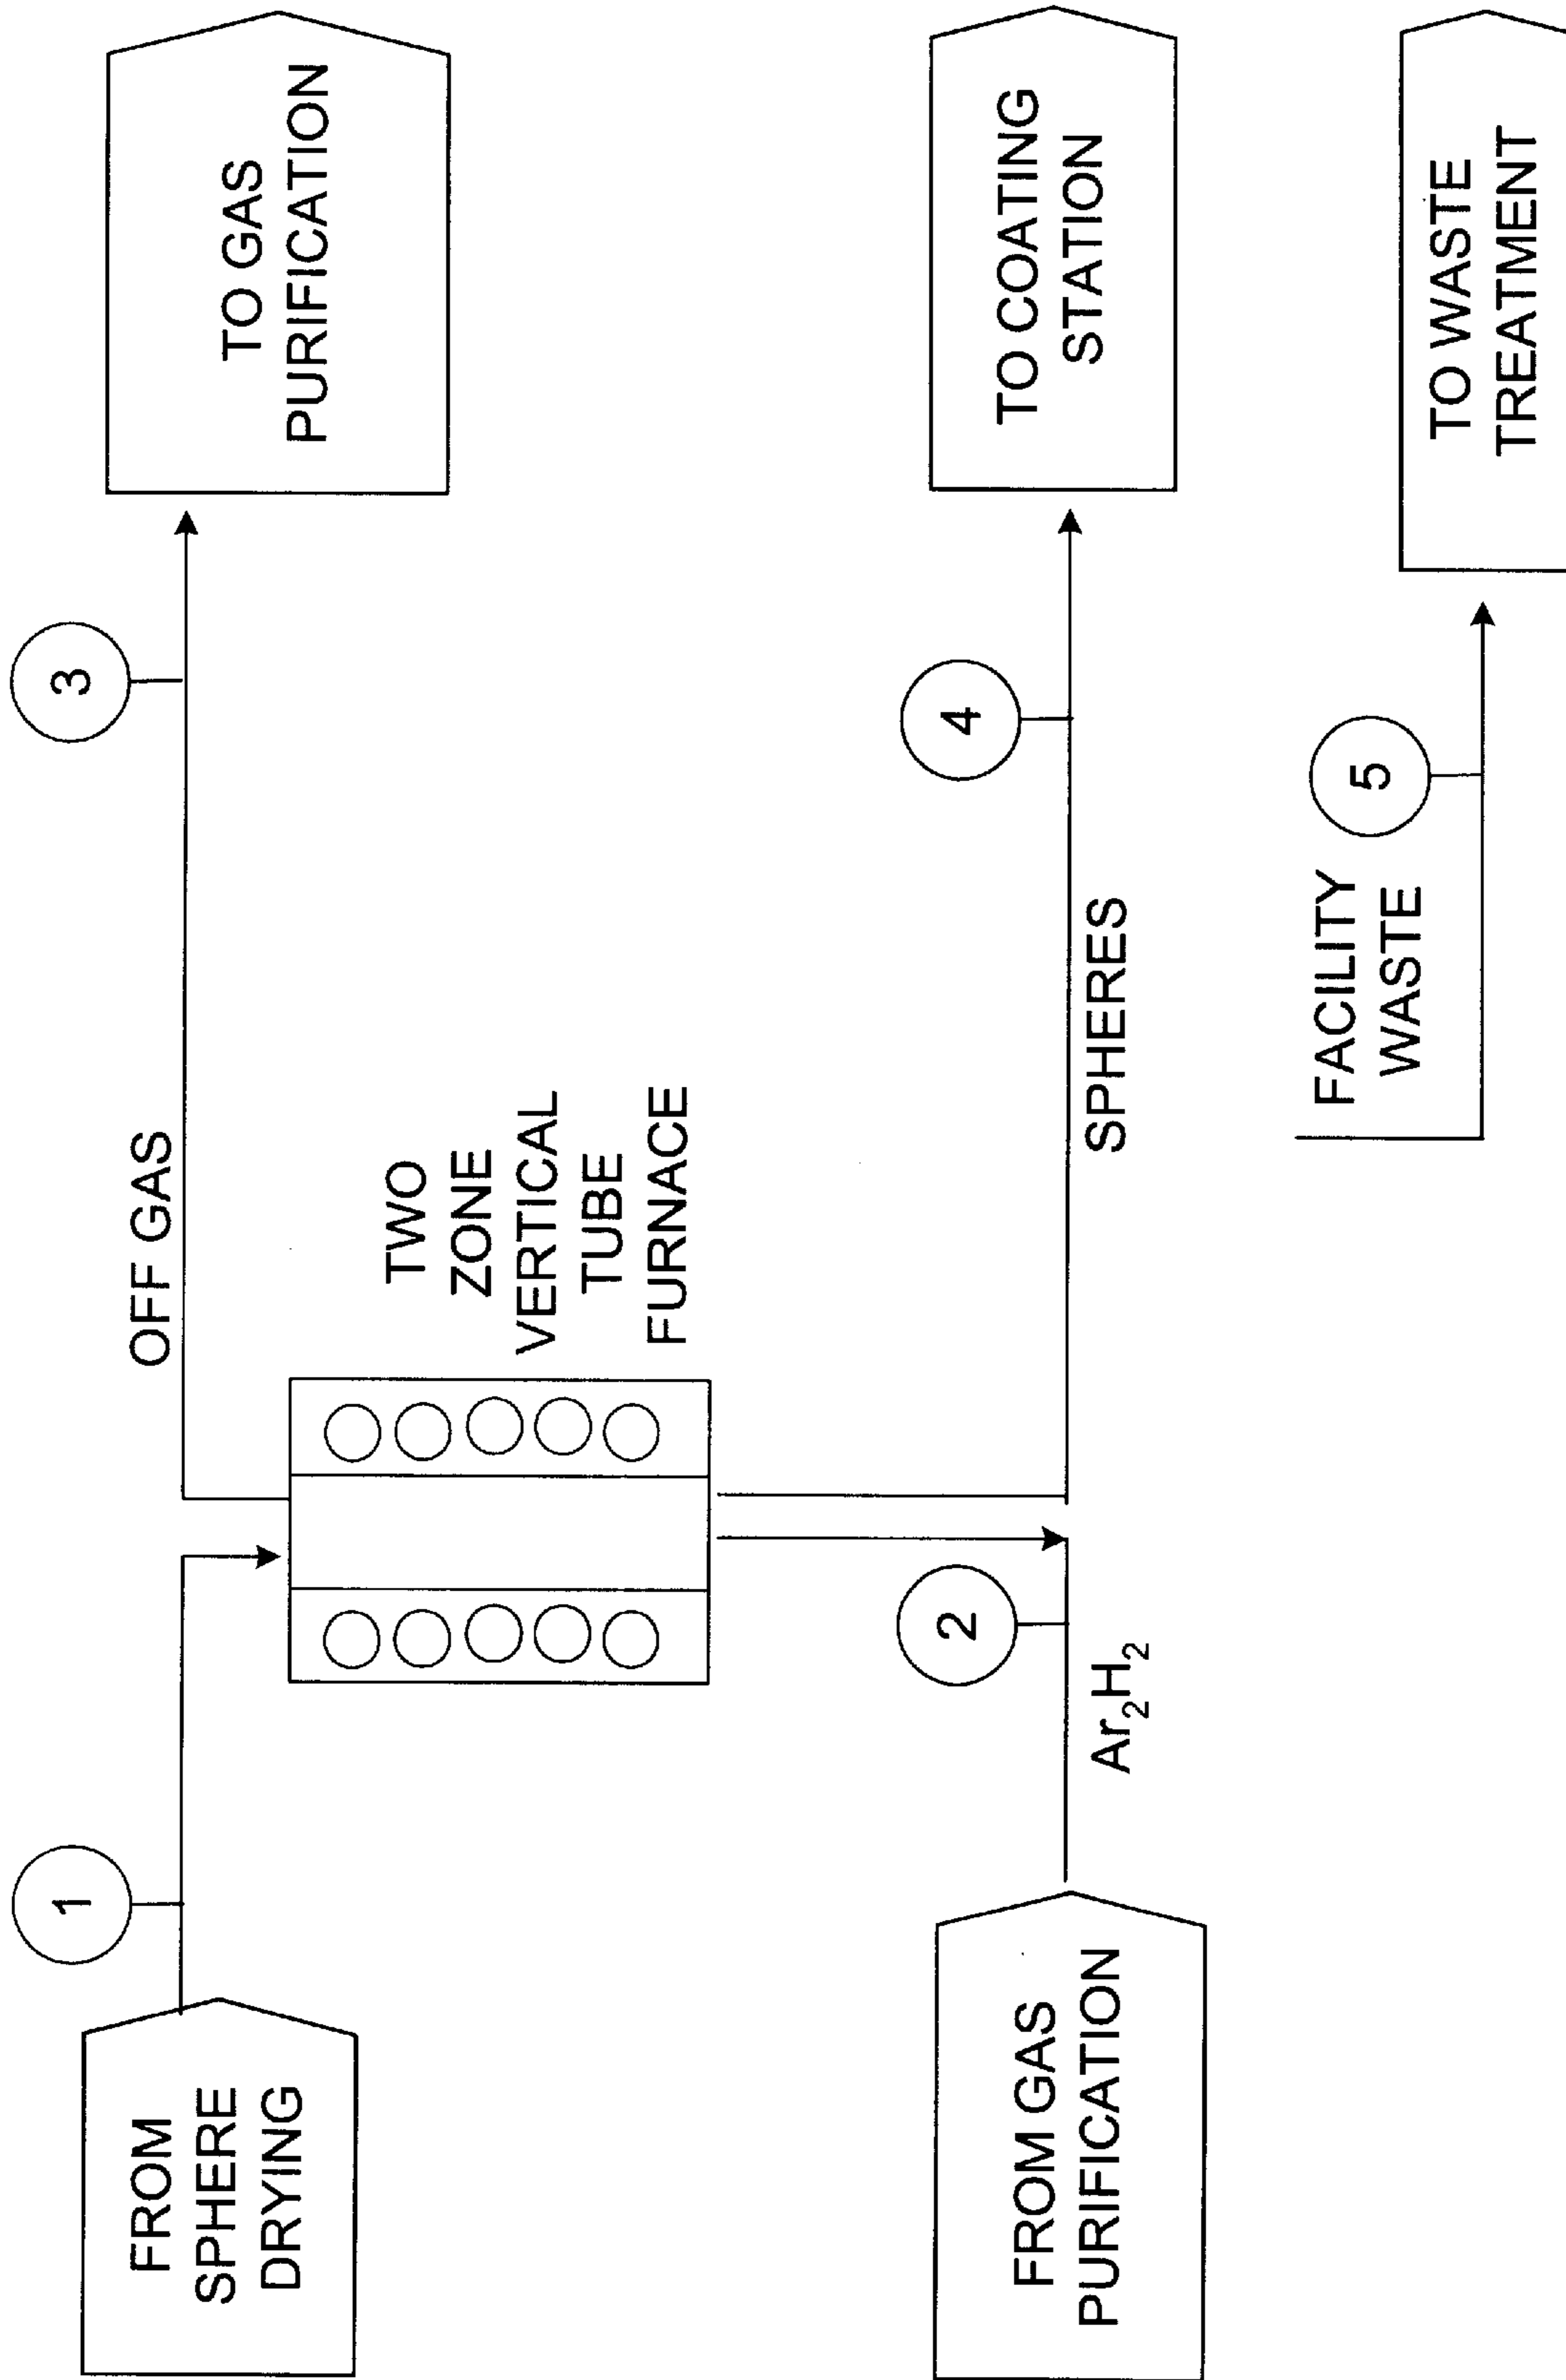 1
FROM
SPHERE
DRYING
OFF GAS
3
TO GAS
PURIFICATION
TWO
ZONE
VERTICAL
TUBE
FURNACE
FROM GAS
PURIFICATION
2
Ar₂H₂
SPHERES
4
TO COATING
STATION
FACILITY
WASTE
5
TO WASTE
TREATMENT